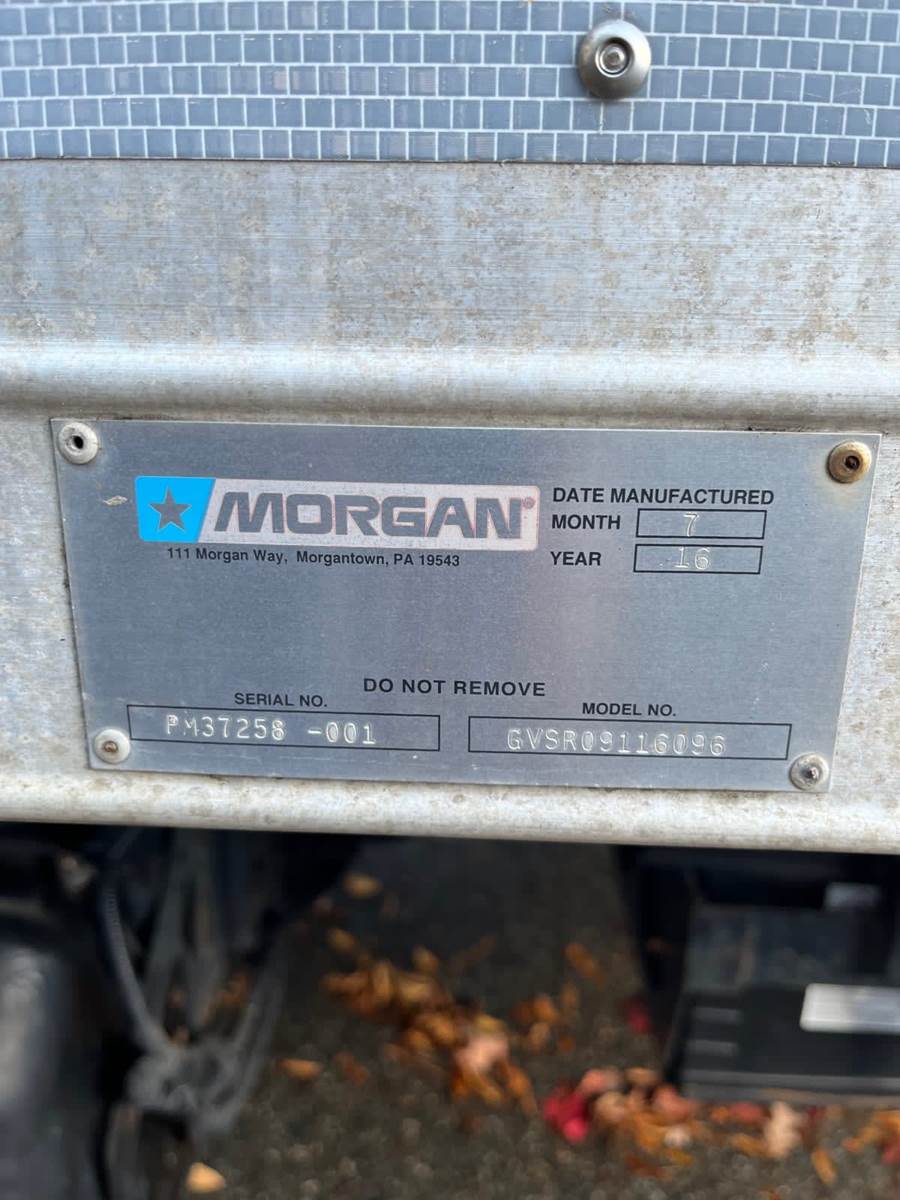 MORGAN®
111 Morgan Way, Morgantown, PA 19543
DATE MANUFACTURED
MONTH 7
YEAR 16
DO NOT REMOVE
SERIAL NO.
PM37258 -001
MODEL NO.
GVSR09116096